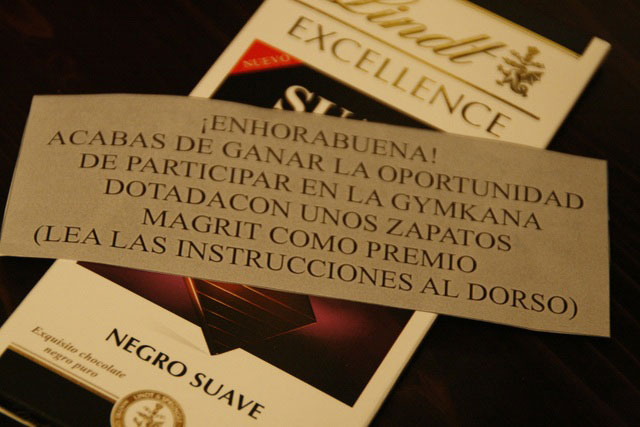 Lindt
EXCELLENCE
NUEVO
¡ENHORABUENA!
ACABAS DE GANAR LA OPORTUNIDAD
DE PARTICIPAR EN LA GYMKANA
DOTADACON UNOS ZAPATOS
MAGRIT COMO PREMIO
(LEA LAS INSTRUCCIONES AL DORSO)
NEGRO SUAVE
Exquisito chocolate
negro puro